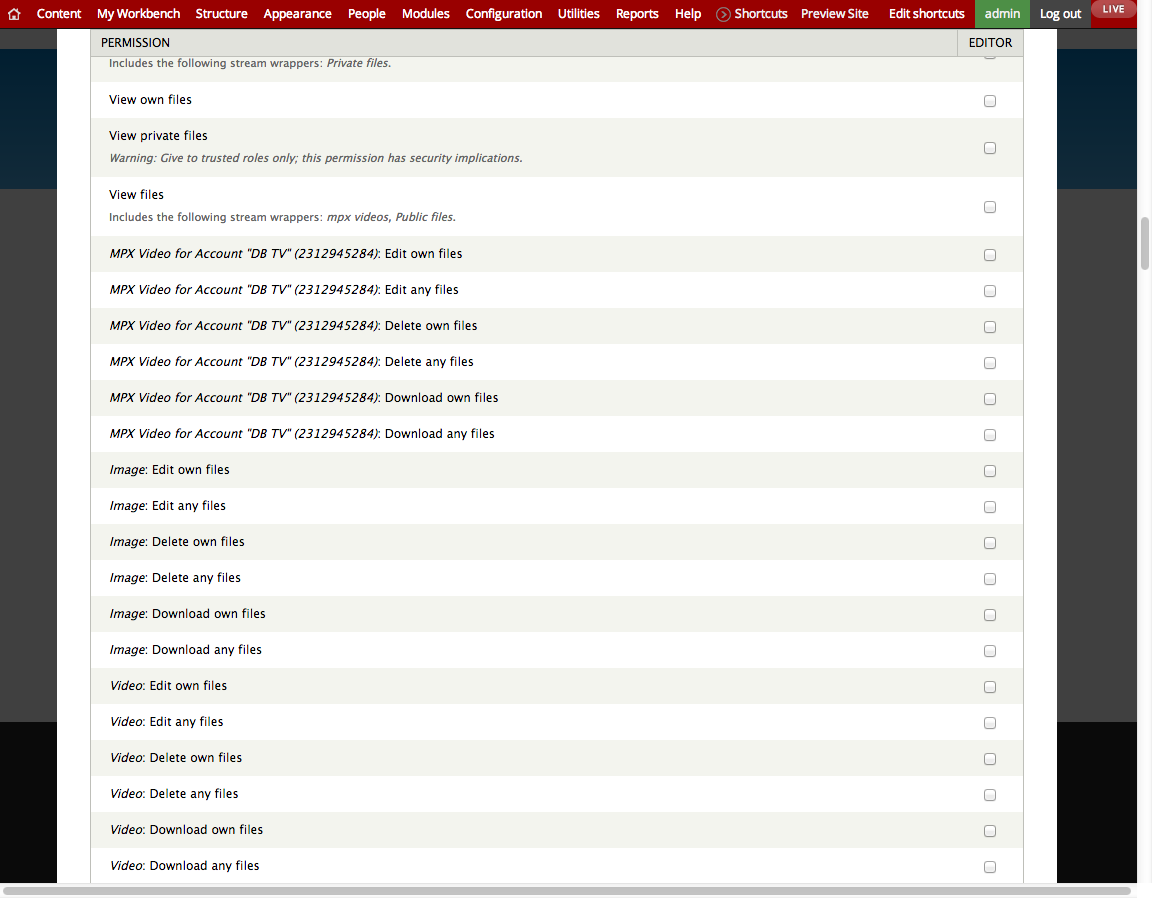 Content My Workbench Structure Appearance People Modules Configuration Utilities Reports Help Shortcuts Preview Site Edit shortcuts admin Log out LIVE
PERMISSION EDITOR
Includes the following stream wrappers: Private files.
View own files
View private files
Warning: Give to trusted roles only; this permission has security implications.
View files
Includes the following stream wrappers: mpx videos, Public files.
MPX Video for Account "DB TV" (2312945284): Edit own files
MPX Video for Account "DB TV" (2312945284): Edit any files
MPX Video for Account "DB TV" (2312945284): Delete own files
MPX Video for Account "DB TV" (2312945284): Delete any files
MPX Video for Account "DB TV" (2312945284): Download own files
MPX Video for Account "DB TV" (2312945284): Download any files
Image: Edit own files
Image: Edit any files
Image: Delete own files
Image: Delete any files
Image: Download own files
Image: Download any files
Video: Edit own files
Video: Edit any files
Video: Delete own files
Video: Delete any files
Video: Download own files
Video: Download any files